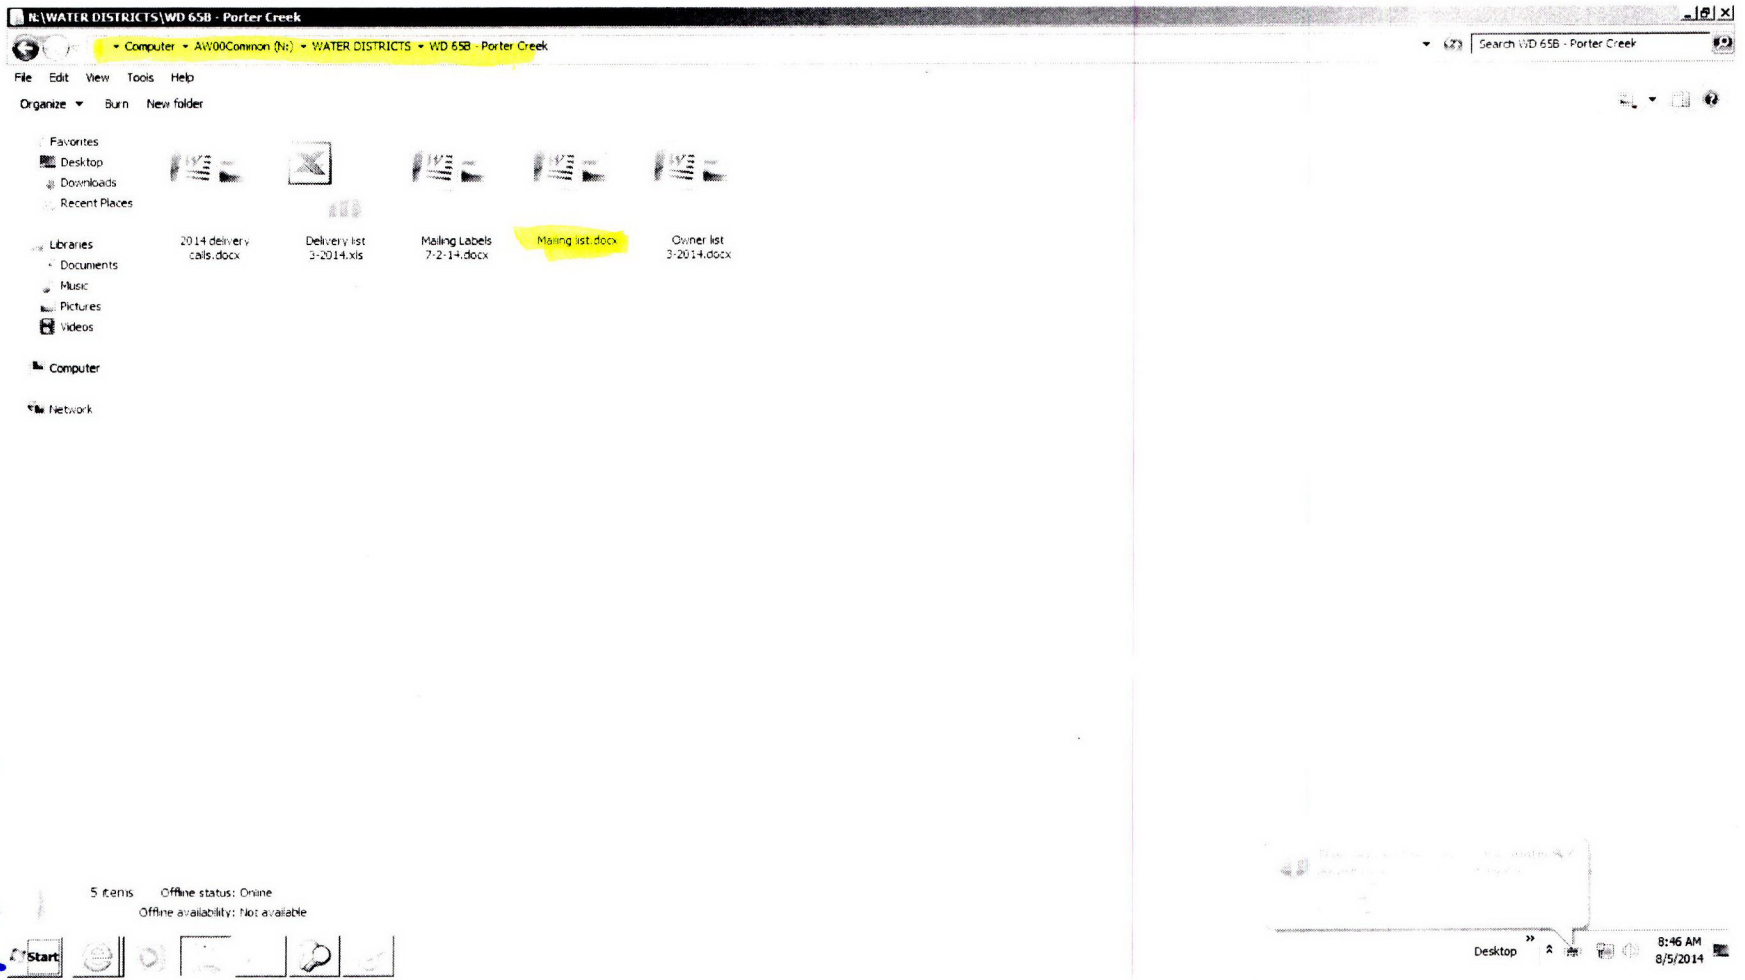 N:\WATER DISTRICTS\WD 65B - Porter Creek
Computer AW00Common (N:) WATER DISTRICTS WD 65B - Porter Creek
Search WD 65B - Porter Creek
File Edit View Tools Help
Organize Burn New folder
Favorites
Desktop
Downloads
Recent Places
Libraries
Documents
Music
Pictures
Videos
Computer
Network
2014 delivery
calls.docx
Delivery list
3-2014.xls
Mailing Labels
7-2-14.docx
Mailing list.docx
Owner list
3-2014.docx
5 items Offline status: Online
Offline availability: Not available
Start
Desktop »
8:46 AM
8/5/2014